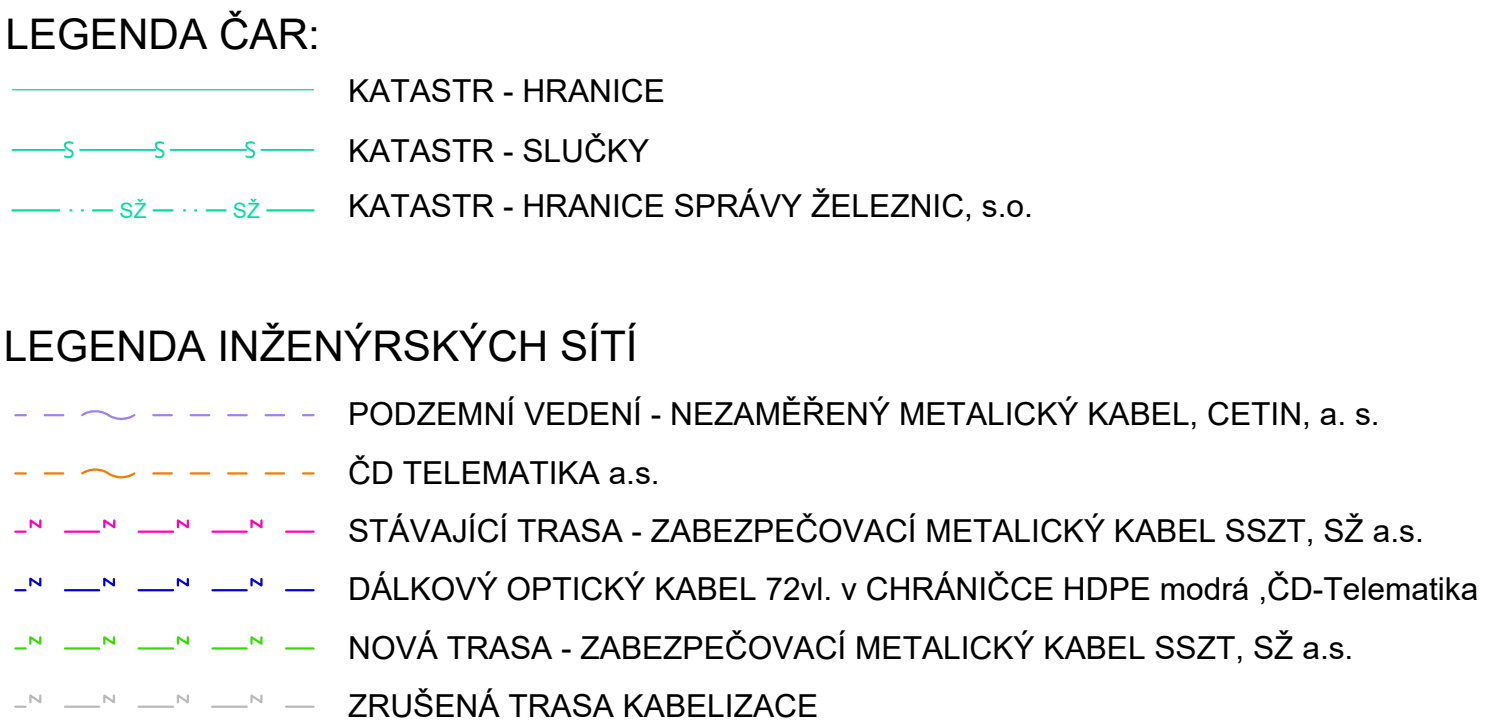 LEGENDA ČAR:
KATASTR - HRANICE
S S S KATASTR - SLUČKY
SŽ SŽ KATASTR - HRANICE SPRÁVY ŽELEZNIC, s.o.
LEGENDA INŽENÝRSKÝCH SÍTÍ
PODZEMNÍ VEDENÍ - NEZAMĚŘENÝ METALICKÝ KABEL, CETIN, a. s.
ČD TELEMATIKA a.s.
N N N N STÁVAJÍCÍ TRASA - ZABEZPEČOVACÍ METALICKÝ KABEL SSZT, SŽ a.s.
N N N N DÁLKOVÝ OPTICKÝ KABEL 72vl. v CHRÁNIČCE HDPE modrá ,ČD-Telematika
N N N N NOVÁ TRASA - ZABEZPEČOVACÍ METALICKÝ KABEL SSZT, SŽ a.s.
N N N N ZRUŠENÁ TRASA KABELIZACE